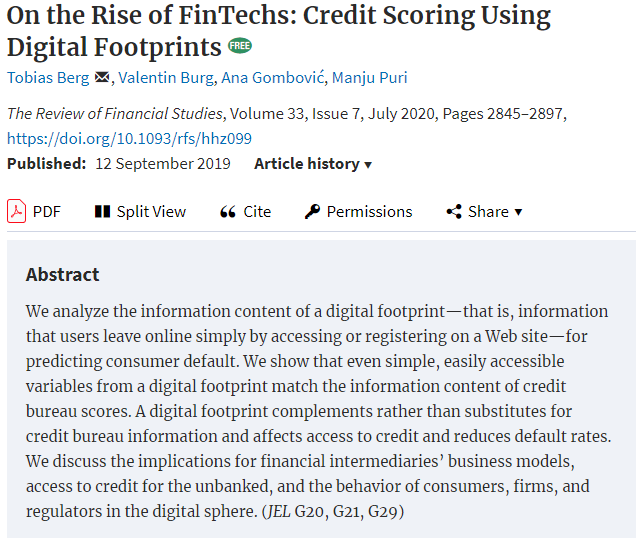 On the Rise of FinTechs: Credit Scoring Using
Digital Footprints FREE
Tobias Berg, Valentin Burg, Ana Gombović, Manju Puri
The Review of Financial Studies, Volume 33, Issue 7, July 2020, Pages 2845–2897,
https://doi.org/10.1093/rfs/hhz099
Published: 12 September 2019 Article history ▼
PDF Split View Cite Permissions Share ▼
Abstract
We analyze the information content of a digital footprint—that is, information
that users leave online simply by accessing or registering on a Web site—for
predicting consumer default. We show that even simple, easily accessible
variables from a digital footprint match the information content of credit
bureau scores. A digital footprint complements rather than substitutes for
credit bureau information and affects access to credit and reduces default rates.
We discuss the implications for financial intermediaries’ business models,
access to credit for the unbanked, and the behavior of consumers, firms, and
regulators in the digital sphere. (JEL G20, G21, G29)